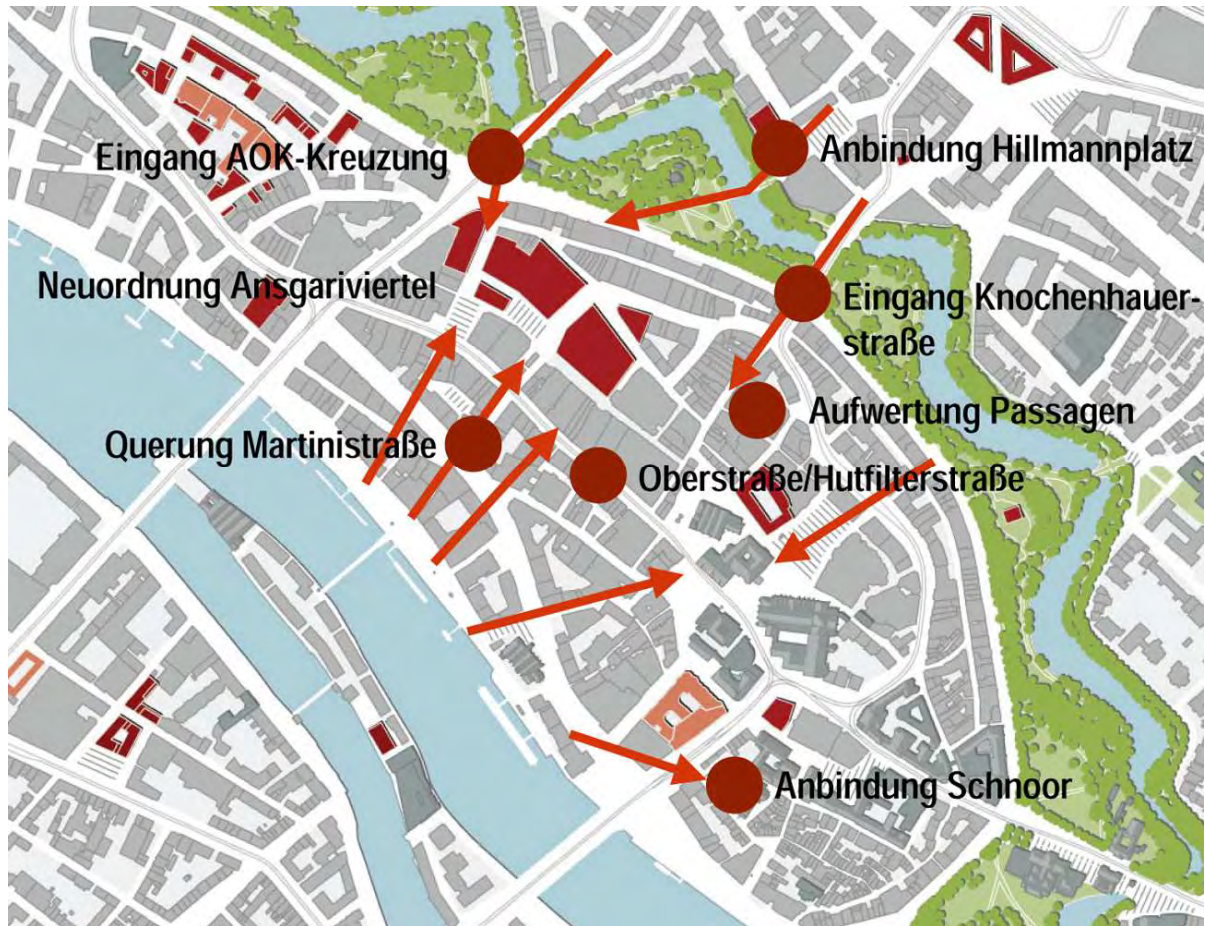 Eingang AOK-Kreuzung
Anbindung Hillmannplatz
Neuordnung Ansgariviertel
Eingang Knochenhauer-
straße
Aufwertung Passagen
Querung Martinistraße
Oberstraße/Hutfilterstraße
Anbindung Schnoor